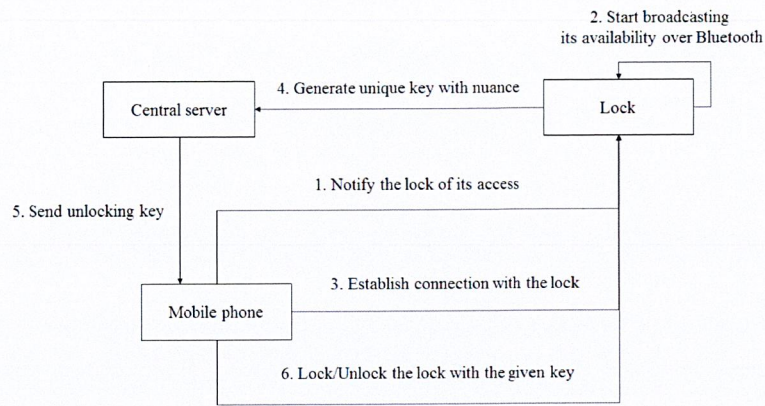 2. Start broadcasting
its availability over Bluetooth
4. Generate unique key with nuance
Central server
Lock
1. Notify the lock of its access
5. Send unlocking key
3. Establish connection with the lock
Mobile phone
6. Lock/Unlock the lock with the given key